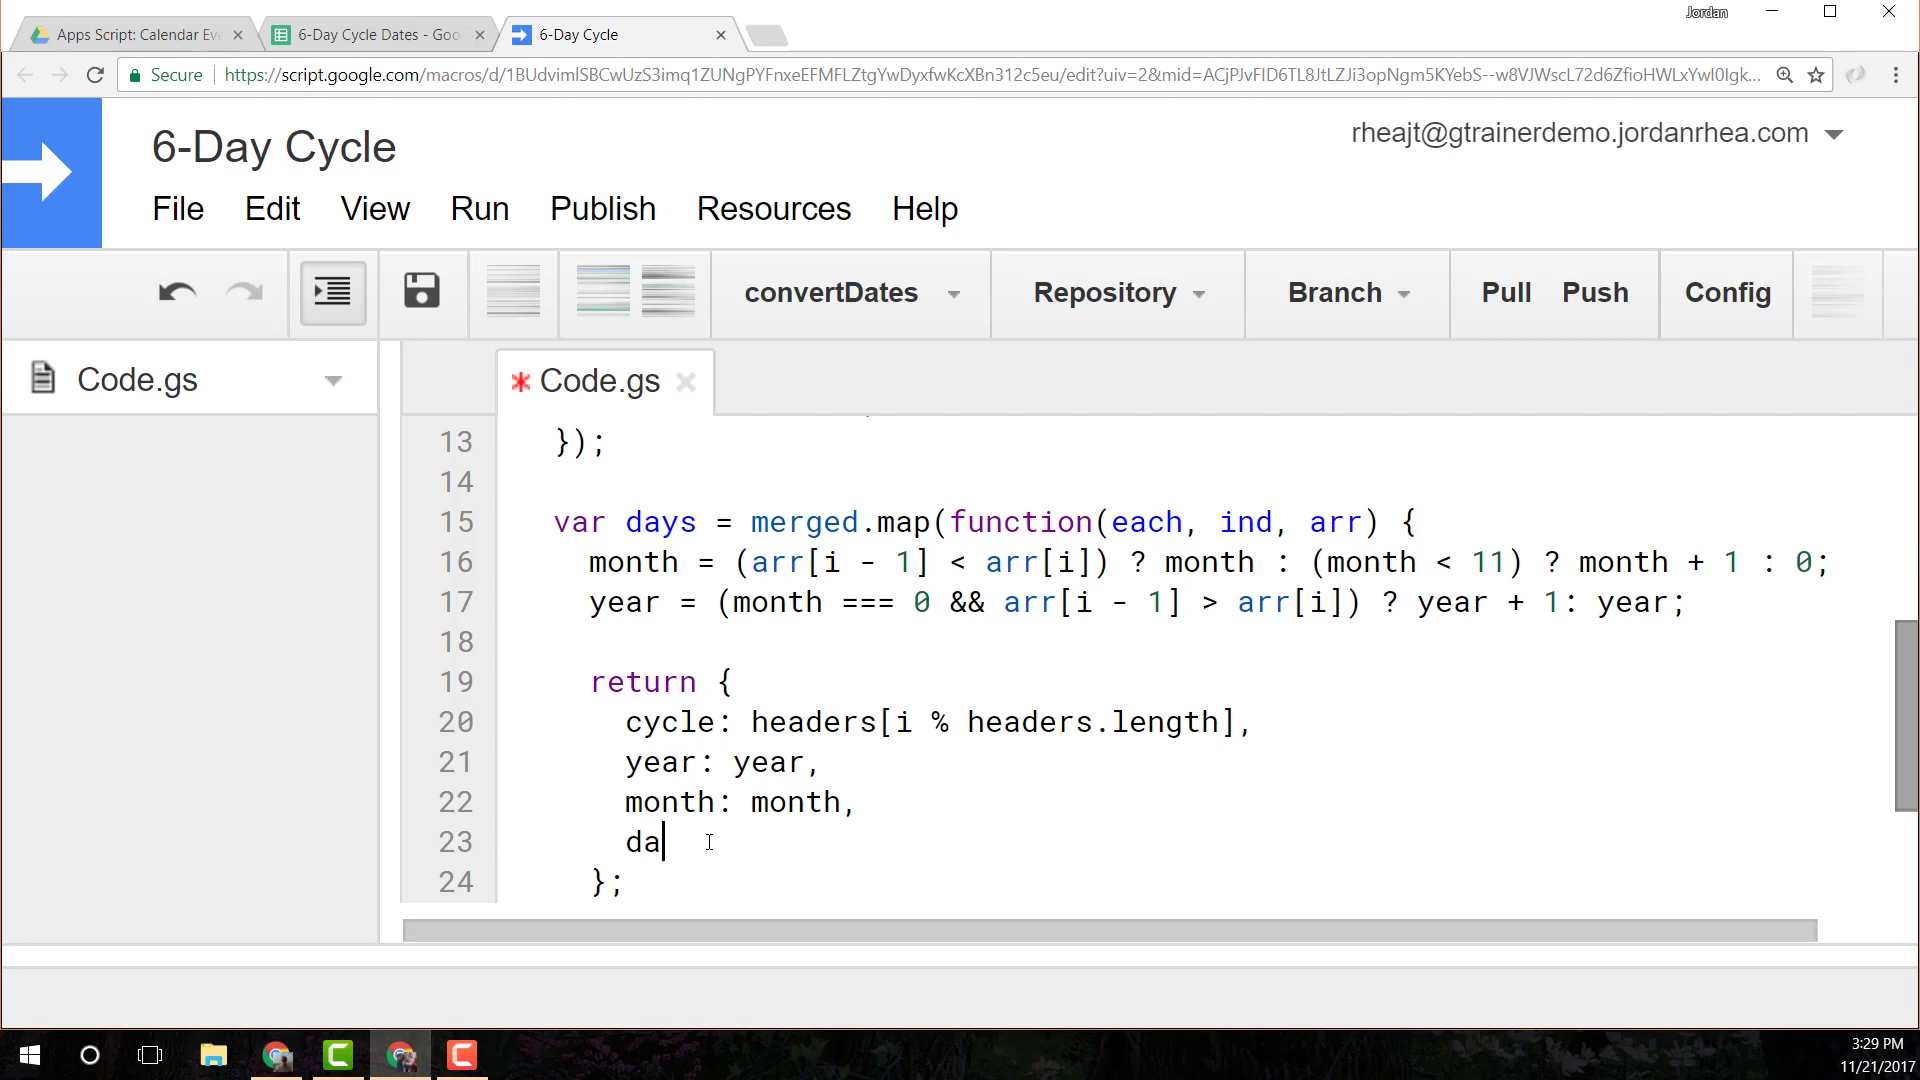 Jordan
Apps Script: Calendar Eve
6-Day Cycle Dates - Goo
6-Day Cycle
Secure
https://script.google.com/macros/d/1BUdvimlSBCwUzS3imq1ZUNgPYFnxeEFMFLZtgYwDyxfwKcXBn312c5eu/edit?uiv=2&mid=ACjPJvFID6TL8JtLZJi3opNgm5KYebS--w8VJWscL72d6ZfioHWLxYwI0Igk...
6-Day Cycle
rheajt@gtrainerdemo.jordanrhea.com
File Edit View Run Publish Resources Help
convertDates Repository Branch Pull Push Config
Code.gs
* Code.gs
13 });
14
15 var days = merged.map(function(each, ind, arr) {
16 month = (arr[i - 1] < arr[i]) ? month : (month < 11) ? month + 1 : 0;
17 year = (month === 0 && arr[i - 1] > arr[i]) ? year + 1: year;
18
19 return {
20 cycle: headers[i % headers.length],
21 year: year,
22 month: month,
23 da
24 };
3:29 PM
11/21/2017